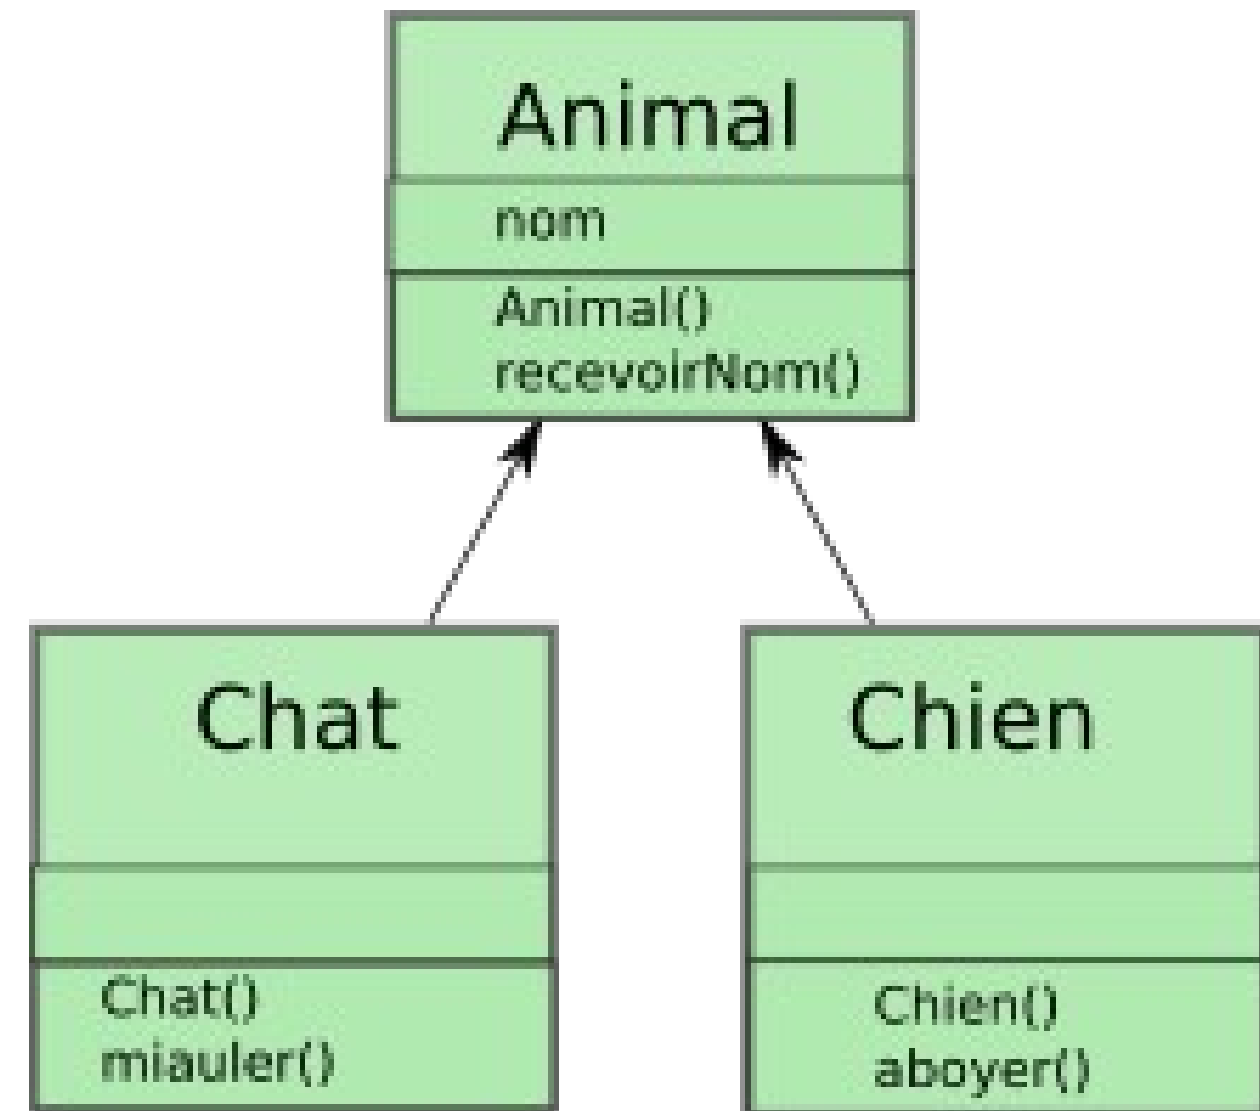 Animal
nom
Animal()
recevoirNom()
Chat
Chat()
miauler()
Chien
Chien()
aboyer()